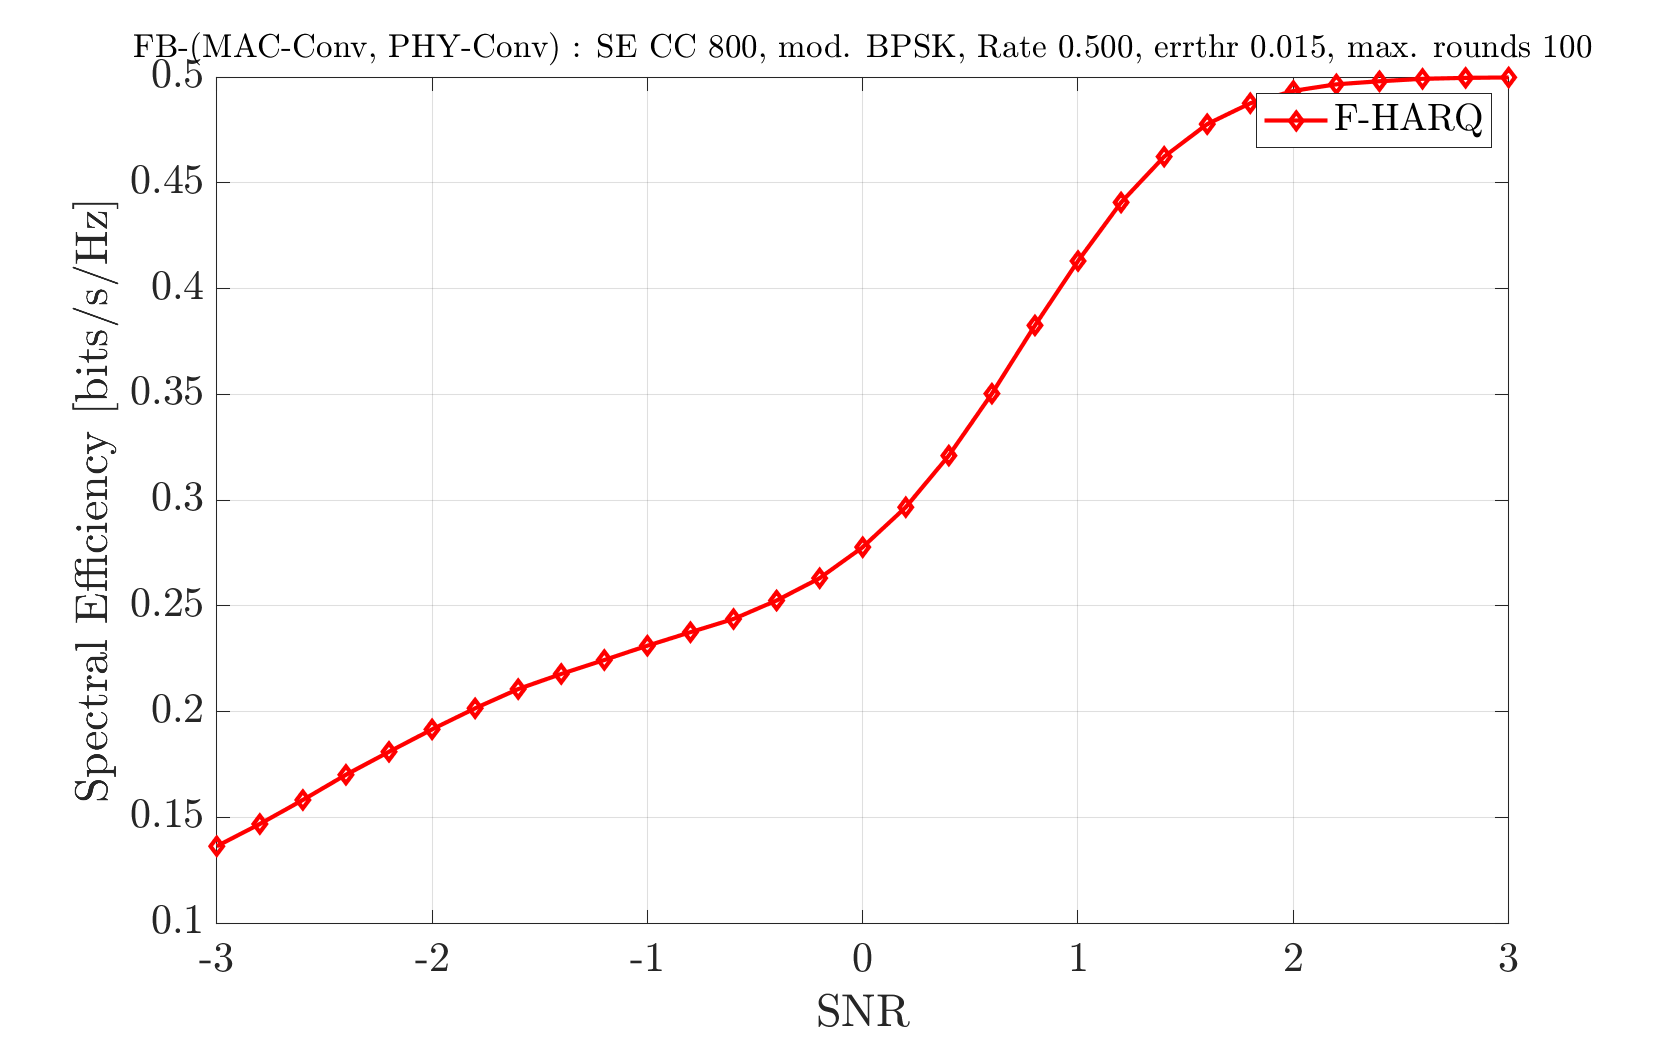 FB-(MAC-Conv, PHY-Conv) : SE CC 800, mod. BPSK, Rate 0.500, errthr 0.015, max. rounds 100
F-HARQ
Spectral Efficiency [bits/s/Hz]
0.5
0.45
0.4
0.35
0.3
0.25
0.2
0.15
0.1
-3 -2 -1 0 1 2 3
SNR